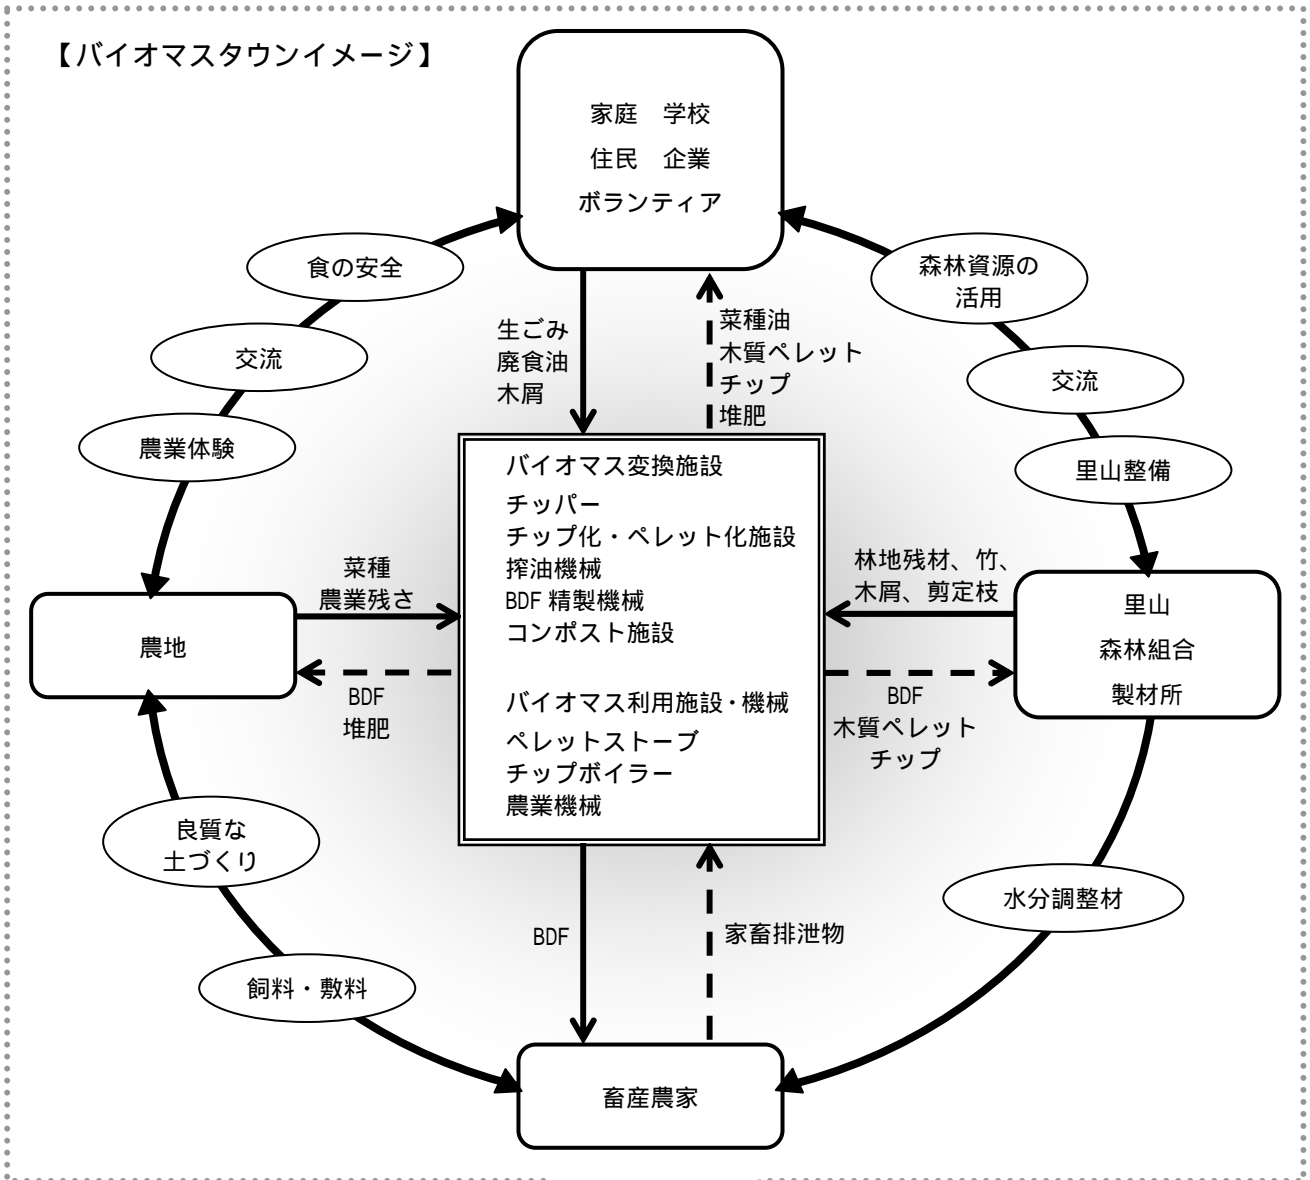 【バイオマスタウンイメージ】
家庭　学校
住民　企業
ボランティア
食の安全
交流
農業体験
森林資源の
活用
交流
里山整備
生ごみ
廃食油
木屑
菜種油
木質ペレット
チップ
堆肥
バイオマス変換施設
チッパー
チップ化・ペレット化施設
搾油機械
BDF 精製機械
コンポスト施設
バイオマス利用施設・機械
ペレットストーブ
チップボイラー
農業機械
菜種
農業残さ
農地
BDF
堆肥
林地残材、竹、
木屑、剪定枝
里山
森林組合
製材所
BDF
木質ペレット
チップ
良質な
土づくり
飼料・敷料
水分調整材
BDF
家畜排泄物
畜産農家